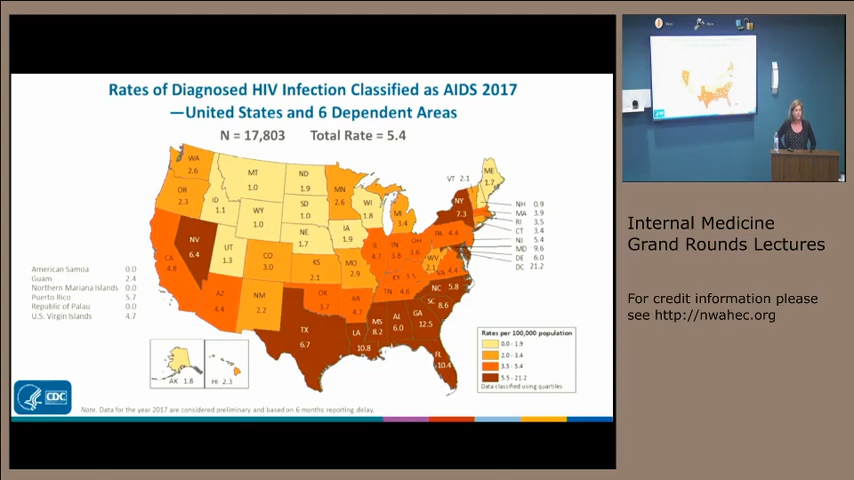 Rates of Diagnosed HIV Infection Classified as AIDS 2017
—United States and 6 Dependent Areas
N = 17,803 Total Rate = 5.4
WA
2.6
OR
2.3
CA
4.8
NV
6.4
ID
1.1
MT
1.0
WY
1.0
UT
1.3
AZ
4.4
CO
3.0
NM
2.2
ND
1.9
SD
1.0
NE
1.7
KS
2.1
OK
3.7
TX
6.7
MN
2.6
IA
1.9
MO
2.9
AR
4.7
LA
10.8
WI
1.8
IL
4.7
MI
3.4
IN
3.8
OH
3.6
KY 3.5
TN 4.6
MS
8.2
AL
6.0
GA
12.5
FL
10.4
SC
8.6
NC 5.8
VA 4.4
WV
2.1
PA 4.4
NY
7.3
VT 2.1
ME
1.7
NH 0.9
MA 3.9
RI 3.5
CT 3.4
NJ 5.4
MD 9.6
DE 6.0
DC 21.2
American Samoa 0.0
Guam 2.4
Northern Mariana Islands 0.0
Puerto Rico 5.7
Republic of Palau 0.0
U.S. Virgin Islands 4.7
AK 1.8
HI 2.3
Rates per 100,000 population
0.0 - 1.9
2.0 - 3.4
3.5 - 5.4
5.5 - 21.2
Data classified using quartiles
CDC
Note. Data for the year 2017 are considered preliminary and based on 6 months reporting delay.
Internal Medicine
Grand Rounds Lectures
For credit information please
see http://nwahec.org